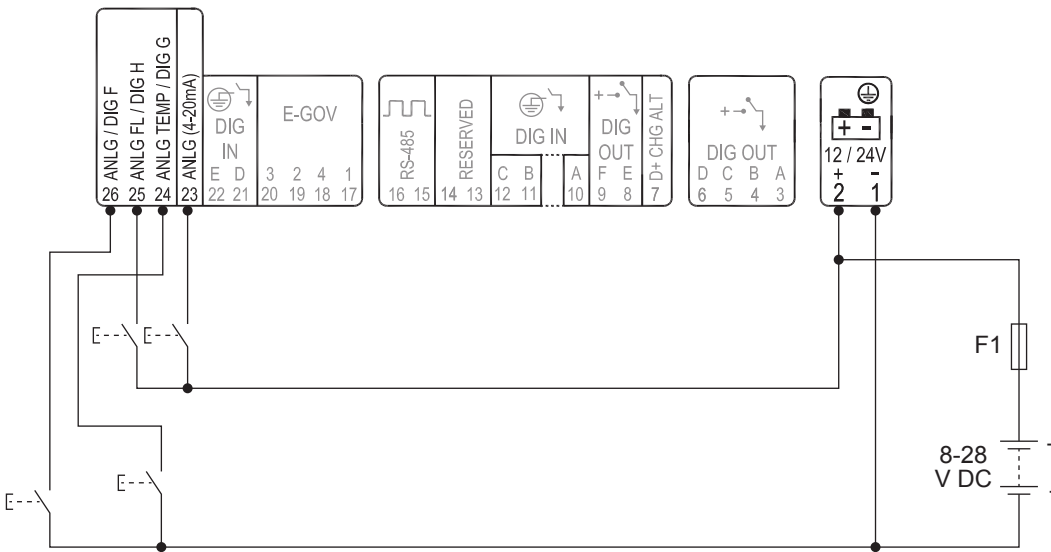 ANLG / DIG F
ANLG FL / DIG H
ANLG TEMP / DIG G
ANLG (4-20mA)
26 25 24 23
DIG
IN
E D
22 21
E-GOV
3 2 4 1
20 19 18 17
RS-485
16 15
RESERVED
14 13
DIG IN
C B A
12 11 10
+
DIG
OUT
F E
9 8
D+ CHG ALT
7
+
DIG OUT
D C B A
6 5 4 3
+ -
12 / 24V
+ -
2 1
F1
8-28
V DC